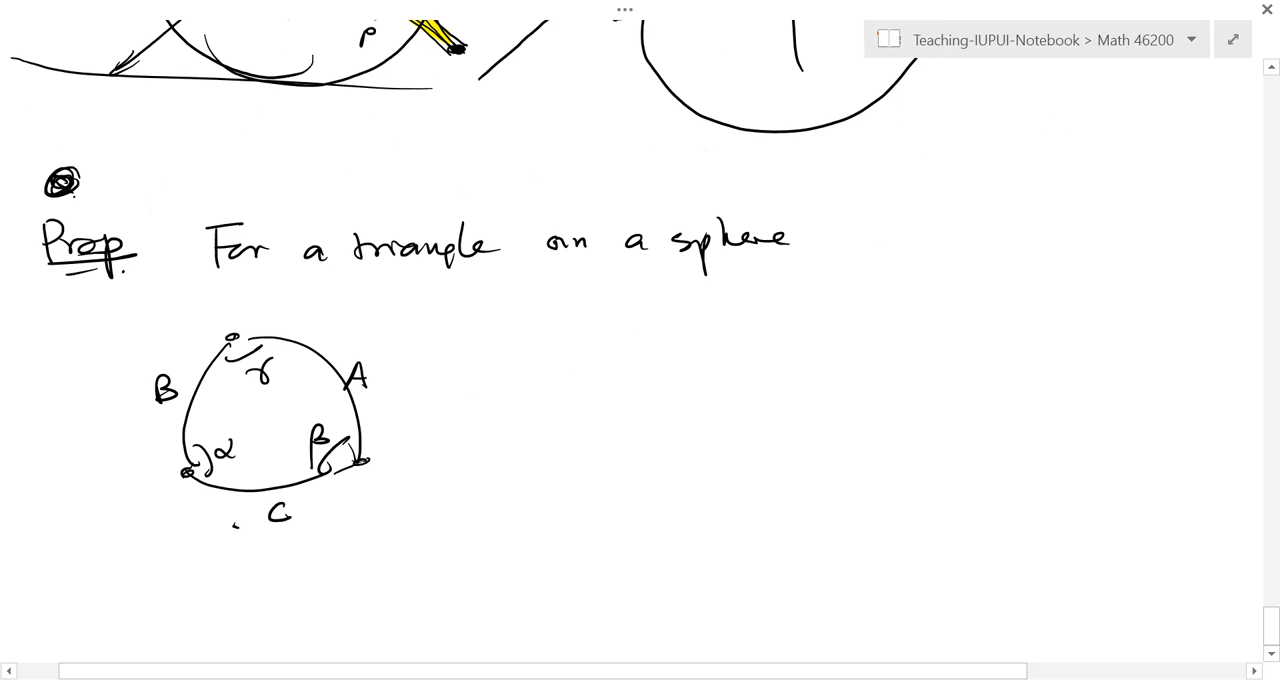 ρ
Teaching-IUPUI-Notebook > Math 46200
Prop. For a triangle on a sphere
γ
B A
α β
C